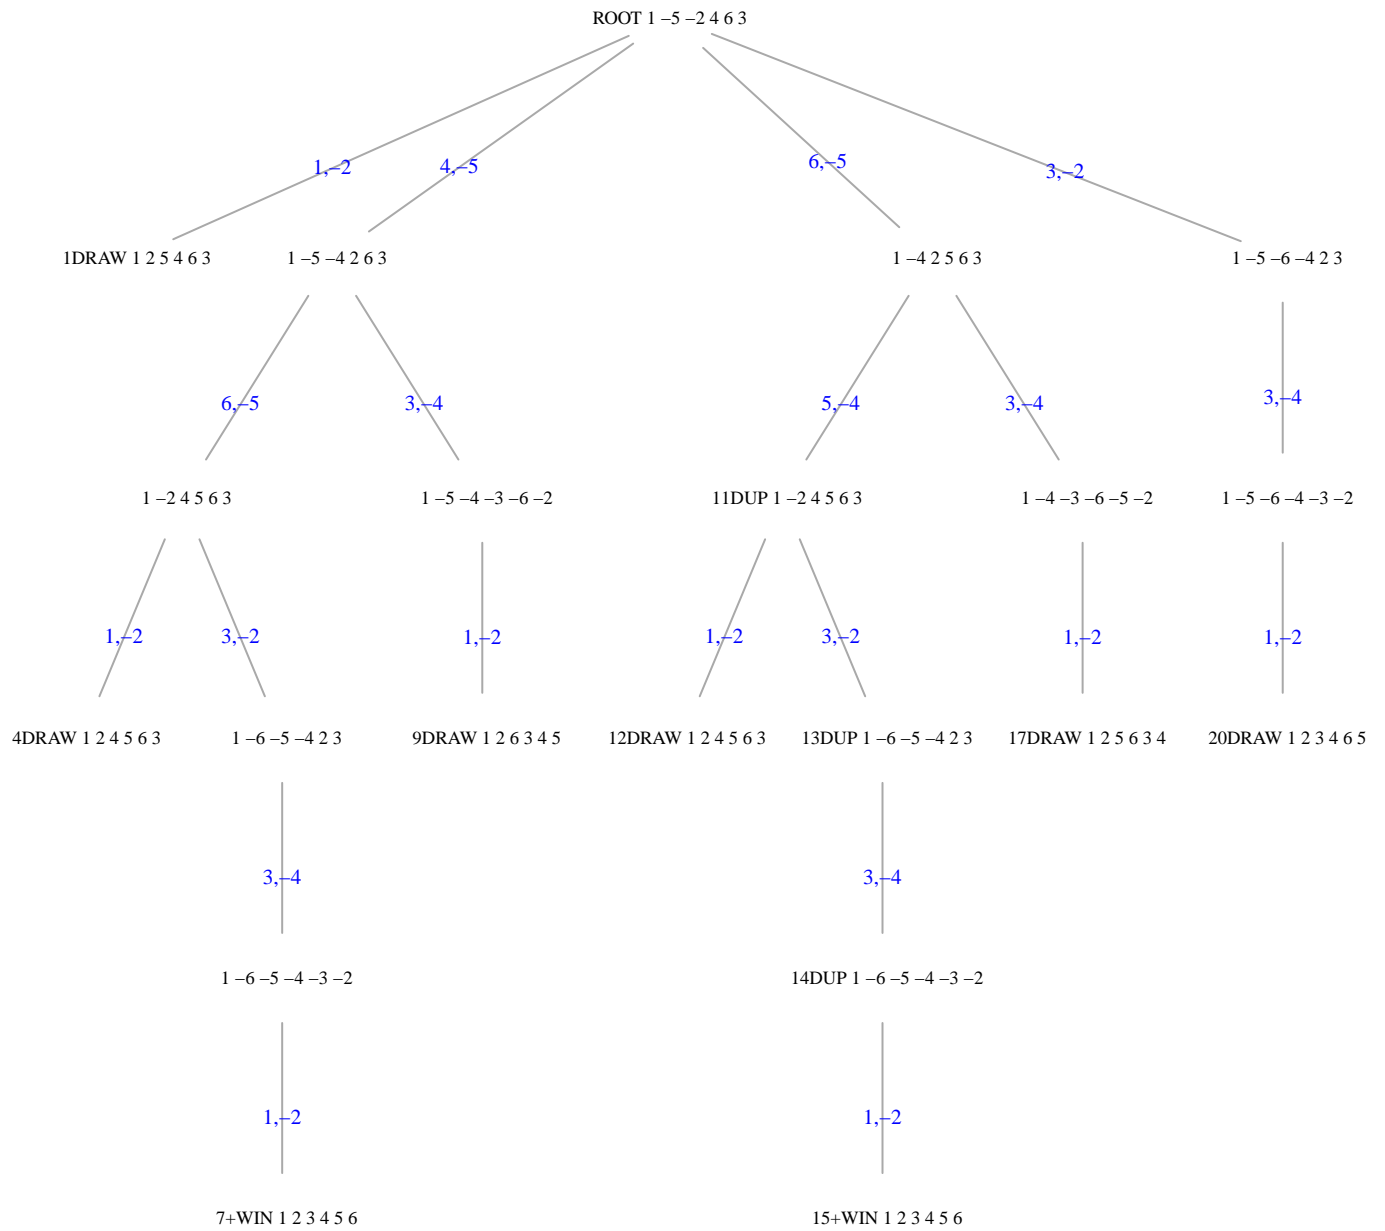 ROOT 1 –5 –2 4 6 3
1,–2
4,–5
6,–5
3,–2
1DRAW 1 2 5 4 6 3
1 –5 –4 2 6 3
1 –4 2 5 6 3
1 –5 –6 –4 2 3
6,–5
3,–4
5,–4
3,–4
3,–4
1 –2 4 5 6 3
1 –5 –4 –3 –6 –2
11DUP 1 –2 4 5 6 3
1 –4 –3 –6 –5 –2
1 –5 –6 –4 –3 –2
1,–2
3,–2
1,–2
1,–2
3,–2
1,–2
1,–2
4DRAW 1 2 4 5 6 3
1 –6 –5 –4 2 3
9DRAW 1 2 6 3 4 5
12DRAW 1 2 4 5 6 3
13DUP 1 –6 –5 –4 2 3
17DRAW 1 2 5 6 3 4
20DRAW 1 2 3 4 6 5
3,–4
3,–4
1 –6 –5 –4 –3 –2
14DUP 1 –6 –5 –4 –3 –2
1,–2
1,–2
7+WIN 1 2 3 4 5 6
15+WIN 1 2 3 4 5 6